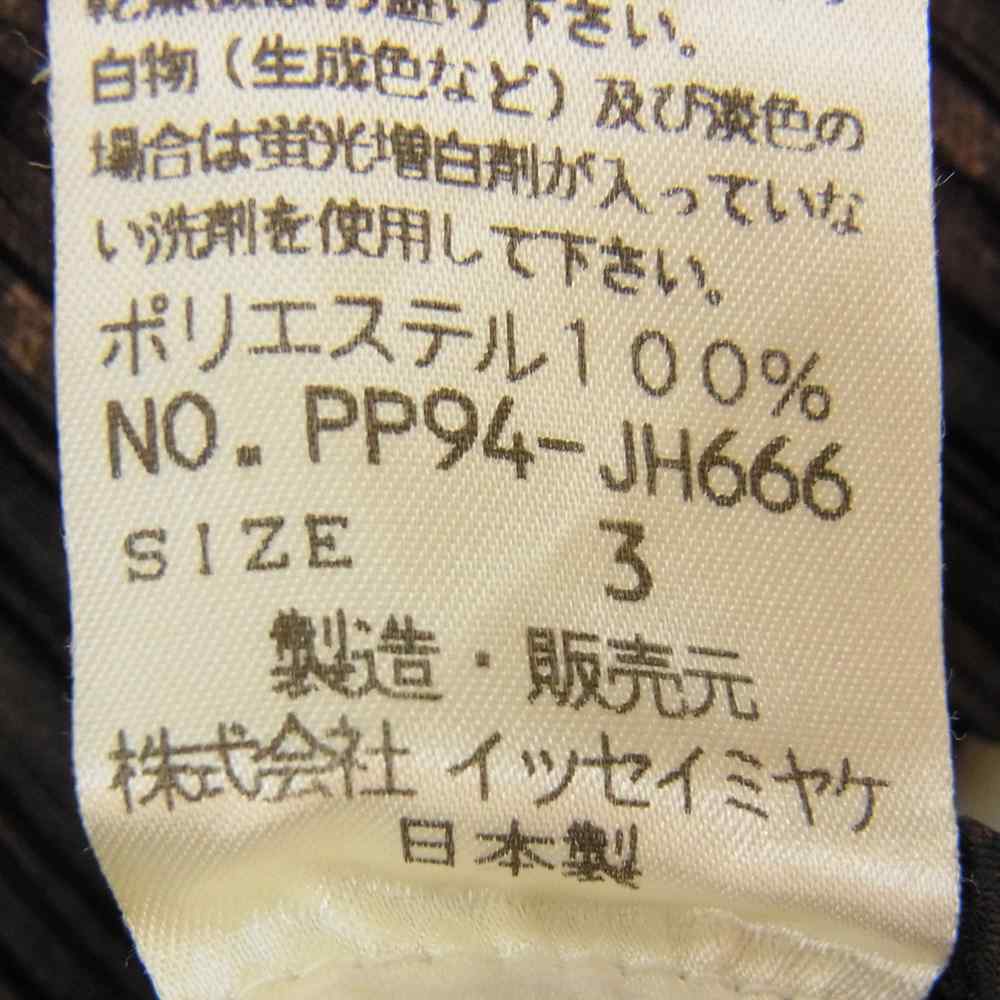 下さい。
白物（生成色など）及び淡色の
場合は蛍光増白剤が入っていな
い洗剤を使用して下さい。
ポリエステル１００％
NO. PP94-JH666
SIZE 3
製造・販売元
株式会社 イッセイミヤケ
日本製